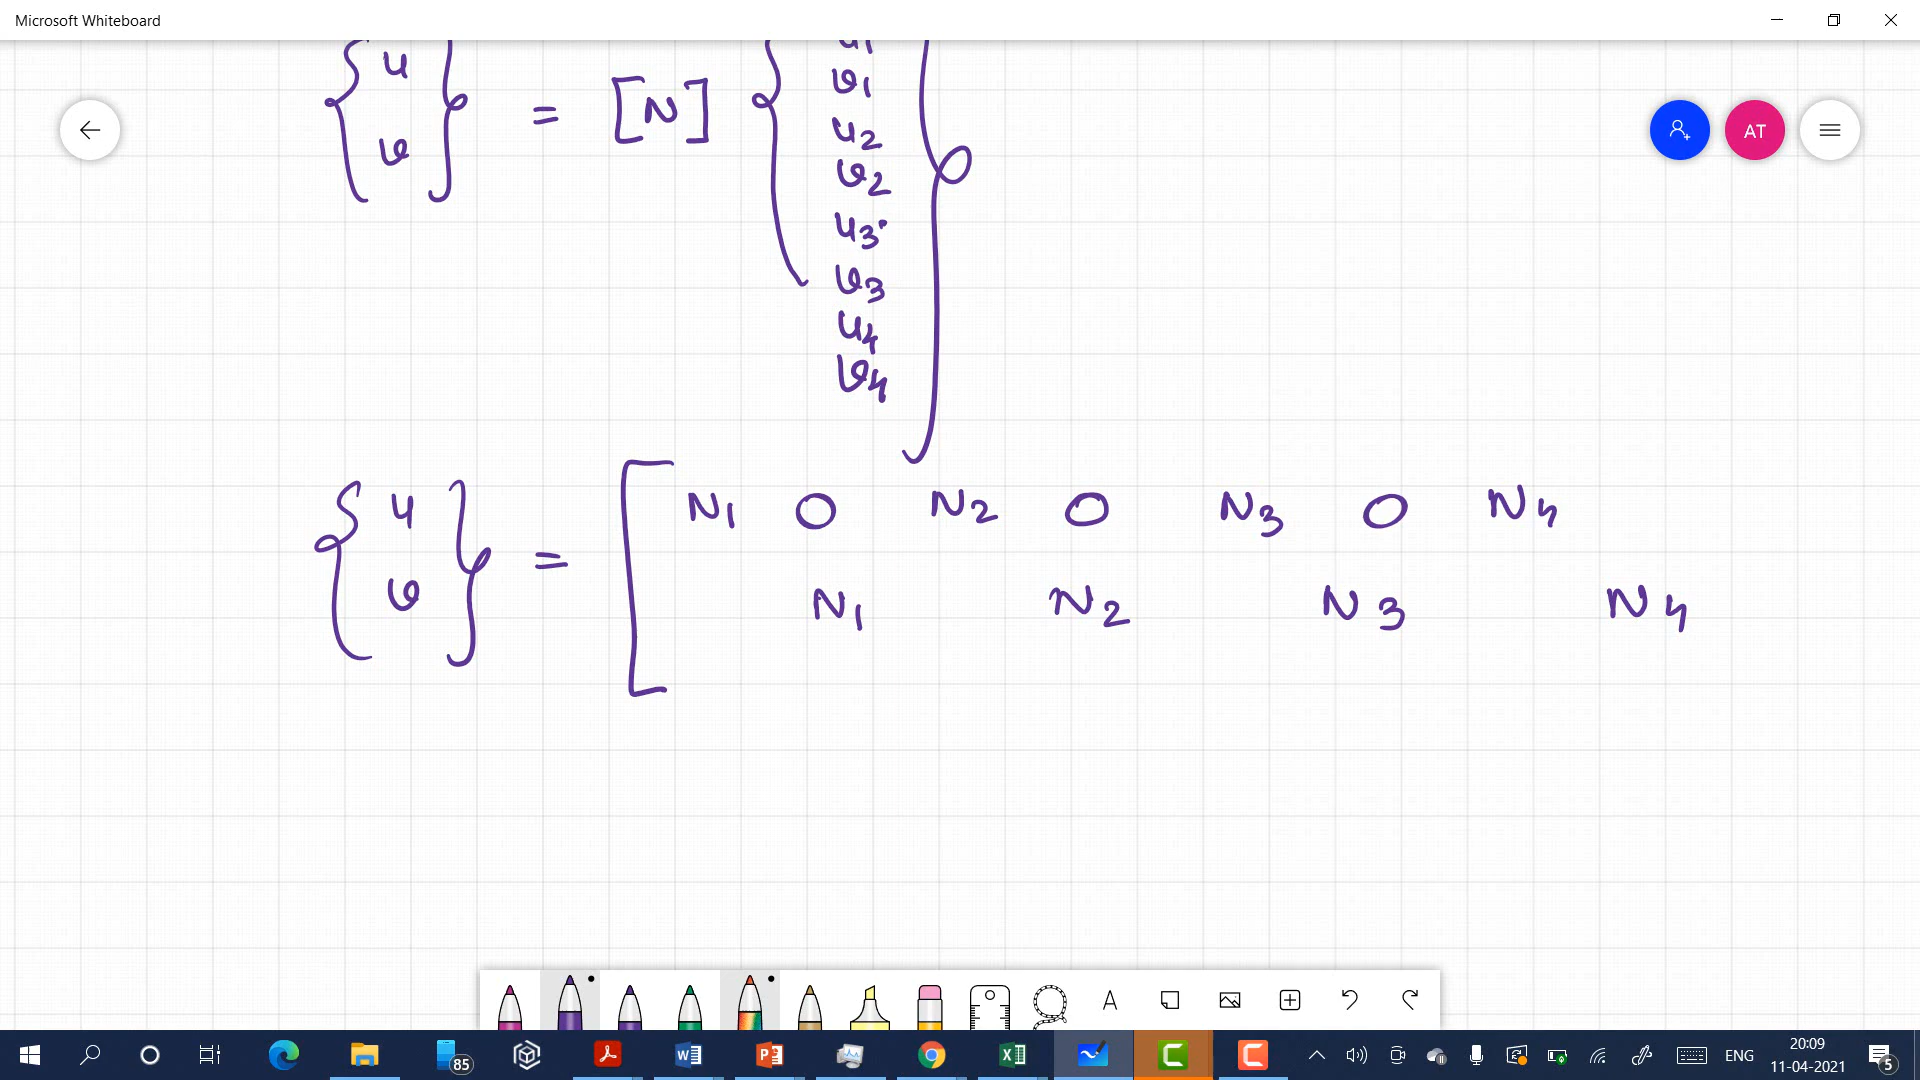 Microsoft Whiteboard
{ u
v } = [N] { u1
v1
u2
v2
u3
v3
u4
v4 }
AT
{ u
v } = [ N1 0 N2 0 N3 0 N4
N1 N2 N3 N4
A
85
ENG
20:09
11-04-2021
5